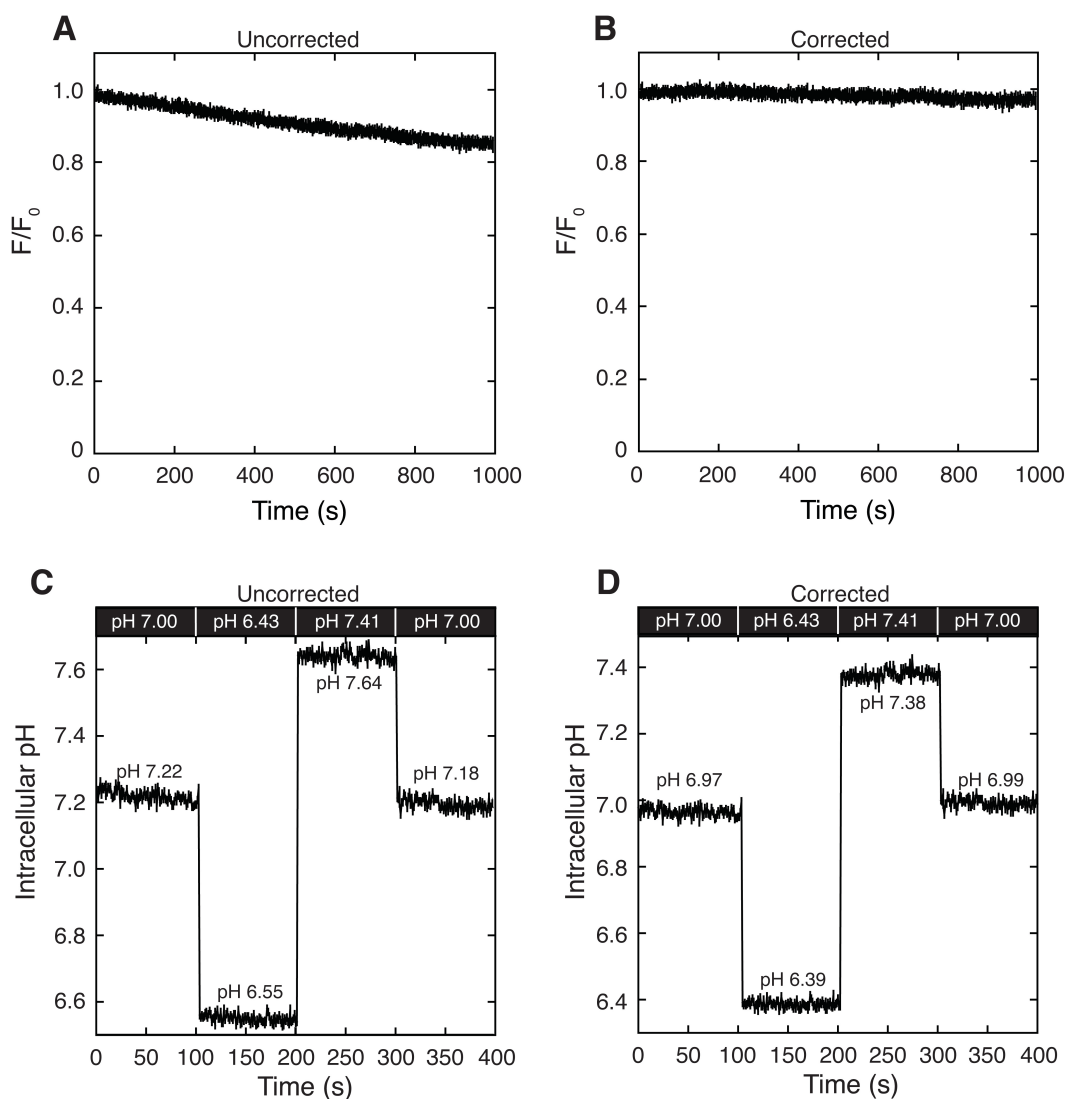 A
Uncorrected
F/F0
1.0
0.8
0.6
0.4
0.2
0
0 200 400 600 800 1000
Time (s)
B
Corrected
F/F0
1.0
0.8
0.6
0.4
0.2
0
0 200 400 600 800 1000
Time (s)
C
Uncorrected
pH 7.00 pH 6.43 pH 7.41 pH 7.00
Intracellular pH
7.6
7.4
7.2
7.0
6.8
6.6
pH 7.22
pH 6.55
pH 7.64
pH 7.18
0 50 100 150 200 250 300 350 400
Time (s)
D
Corrected
pH 7.00 pH 6.43 pH 7.41 pH 7.00
Intracellular pH
7.4
7.2
7.0
6.8
6.6
6.4
pH 6.97
pH 6.39
pH 7.38
pH 6.99
0 50 100 150 200 250 300 350 400
Time (s)